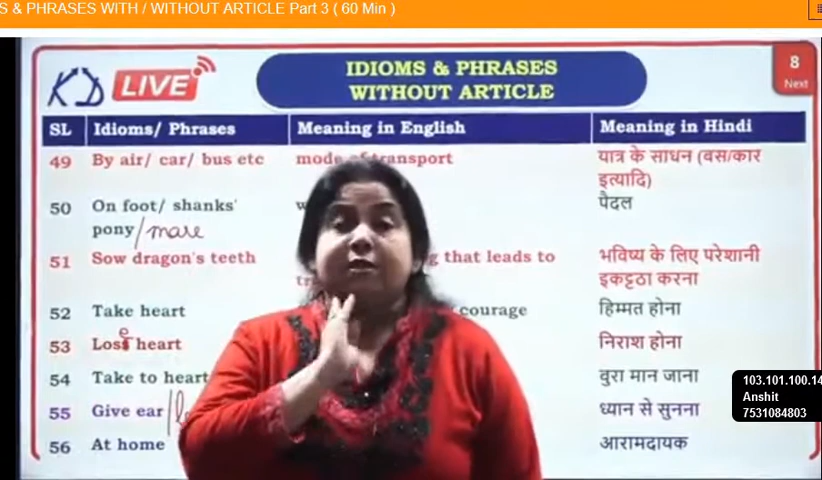 S & PHRASES WITH / WITHOUT ARTICLE Part 3 ( 60 Min )
KD LIVE
IDIOMS & PHRASES
WITHOUT ARTICLE
8
Next
SL Idioms/ Phrases Meaning in English Meaning in Hindi
49 By air/ car/ bus etc mode of transport यात्र के साधन (बस/कार
इत्यादि)
50 On foot/ shanks' पैदल
pony/mare
51 Sow dragon's teeth that leads to भविष्य के लिए परेशानी
इकट्ठा करना
52 Take heart courage हिम्मत होना
53 Lose heart निराश होना
54 Take to heart बुरा मान जाना
55 Give ear / ध्यान से सुनना
56 At home आरामदायक
103.101.100.14
Anshit
7531084803